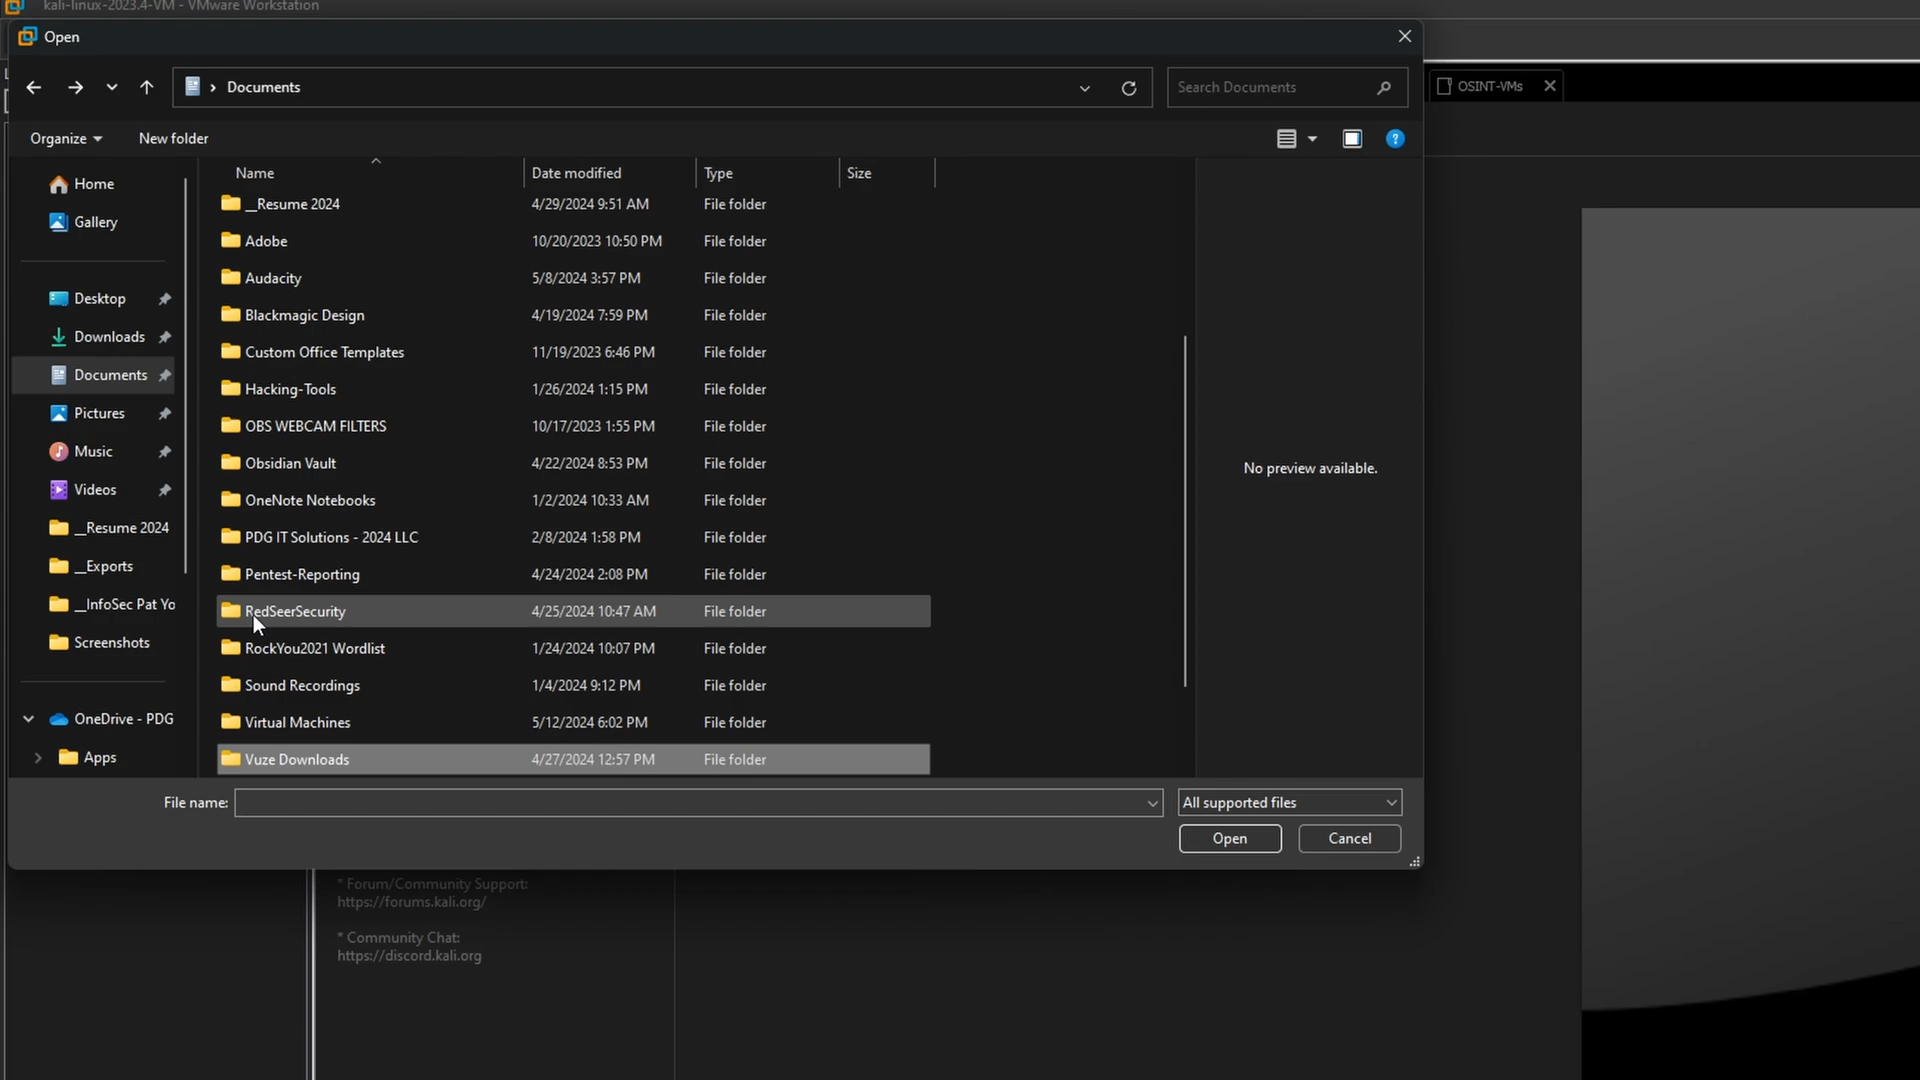 kali-linux-2023.4-VM - VMware Workstation
Open
Documents
Search Documents
OSINT-VMs
Organize
New folder
Name
Date modified
Type
Size
Home
Gallery
Desktop
Downloads
Documents
Pictures
Music
Videos
__Resume 2024
__Exports
__InfoSec Pat Yo
Screenshots
OneDrive - PDG
Apps
__Resume 2024 4/29/2024 9:51 AM File folder
Adobe 10/20/2023 10:50 PM File folder
Audacity 5/8/2024 3:57 PM File folder
Blackmagic Design 4/19/2024 7:59 PM File folder
Custom Office Templates 11/19/2023 6:46 PM File folder
Hacking-Tools 1/26/2024 1:15 PM File folder
OBS WEBCAM FILTERS 10/17/2023 1:55 PM File folder
Obsidian Vault 4/22/2024 8:53 PM File folder
OneNote Notebooks 1/2/2024 10:33 AM File folder
PDG IT Solutions - 2024 LLC 2/8/2024 1:58 PM File folder
Pentest-Reporting 4/24/2024 2:08 PM File folder
RedSeerSecurity 4/25/2024 10:47 AM File folder
RockYou2021 Wordlist 1/24/2024 10:07 PM File folder
Sound Recordings 1/4/2024 9:12 PM File folder
Virtual Machines 5/12/2024 6:02 PM File folder
Vuze Downloads 4/27/2024 12:57 PM File folder
No preview available.
File name:
All supported files
Open
Cancel
* Forum/Community Support:
https://forums.kali.org/
* Community Chat:
https://discord.kali.org